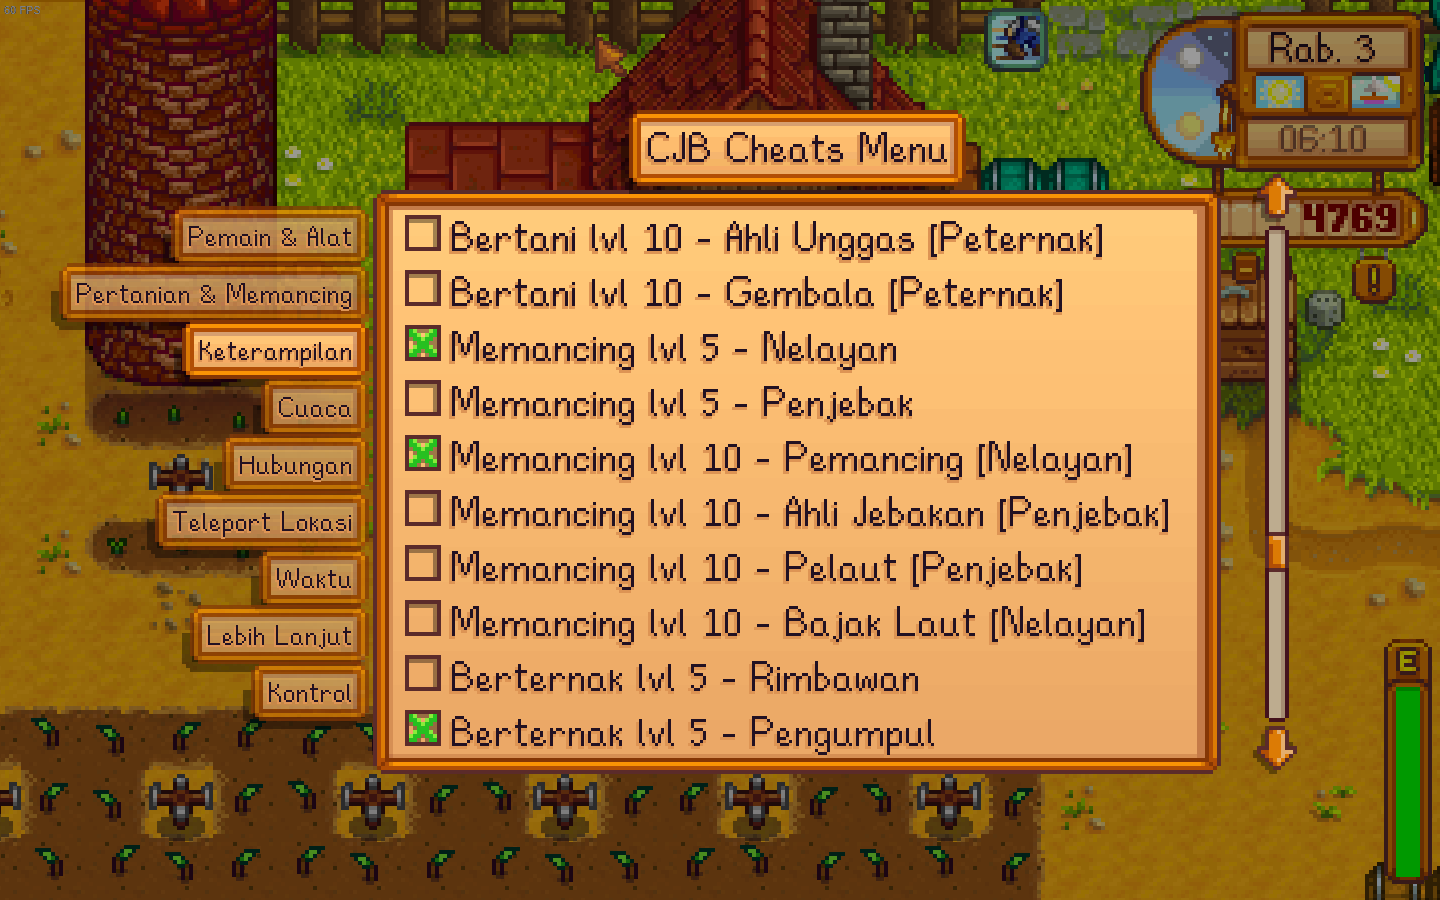 60 FPS
Rab. 3
06:10
4769
CJB Cheats Menu
Pemain & Alat
Pertanian & Memancing
Keterampilan
Cuaca
Hubungan
Teleport Lokasi
Waktu
Lebih Lanjut
Kontrol
Bertani lvl 10 - Ahli Unggas [Peternak]
Bertani lvl 10 - Gembala [Peternak]
Memancing lvl 5 - Nelayan
Memancing lvl 5 - Penjebak
Memancing lvl 10 - Pemancing [Nelayan]
Memancing lvl 10 - Ahli Jebakan [Penjebak]
Memancing lvl 10 - Pelaut [Penjebak]
Memancing lvl 10 - Bajak Laut [Nelayan]
Berternak lvl 5 - Rimbawan
Berternak lvl 5 - Pengumpul
E